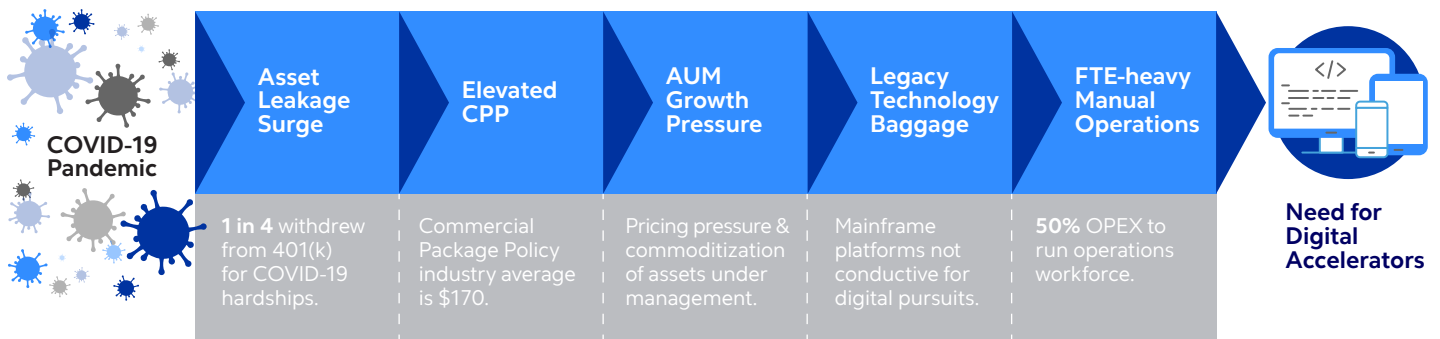 COVID-19
Pandemic
Asset
Leakage
Surge
1 in 4 withdrew
from 401(k)
for COVID-19
hardships.
Elevated
CPP
Commercial
Package Policy
industry average
is $170.
AUM
Growth
Pressure
Pricing pressure &
commoditization
of assets under
management.
Legacy
Technology
Baggage
Mainframe
platforms not
conductive for
digital pursuits.
FTE-heavy
Manual
Operations
50% OPEX to
run operations
workforce.
</>
Need for
Digital
Accelerators